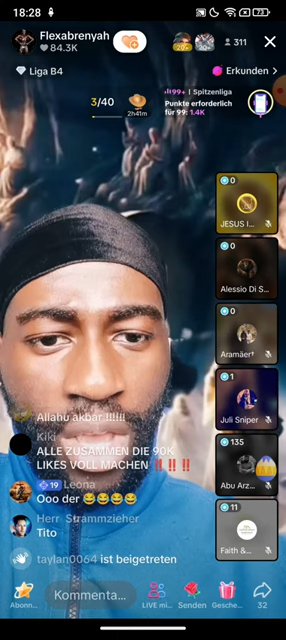 18:28
73
Flexabrenyah
84.3K
20+
311
Liga B4
Erkunden >
3/40
2h41m
99+ | Spitzenliga
Punkte erforderlich
für 99: 1.4K
0
JESUS I...
0
Alessio Di S...
0
Aramäer†
1
Juli Sniper
135
Abu Arz...
11
Faith &...
Allahu akbar !!!!!!
Kiki
ALLE ZUSAMMEN DIE 90K
LIKES VOLL MACHEN ‼️‼️‼️
19 Leona
Ooo der 😂😂😂😂
Herr Strammzieher
Tito
taylan0064 ist beigetreten
Kommenta...
Abonn...
LIVE mi...
Senden
Gesche...
32